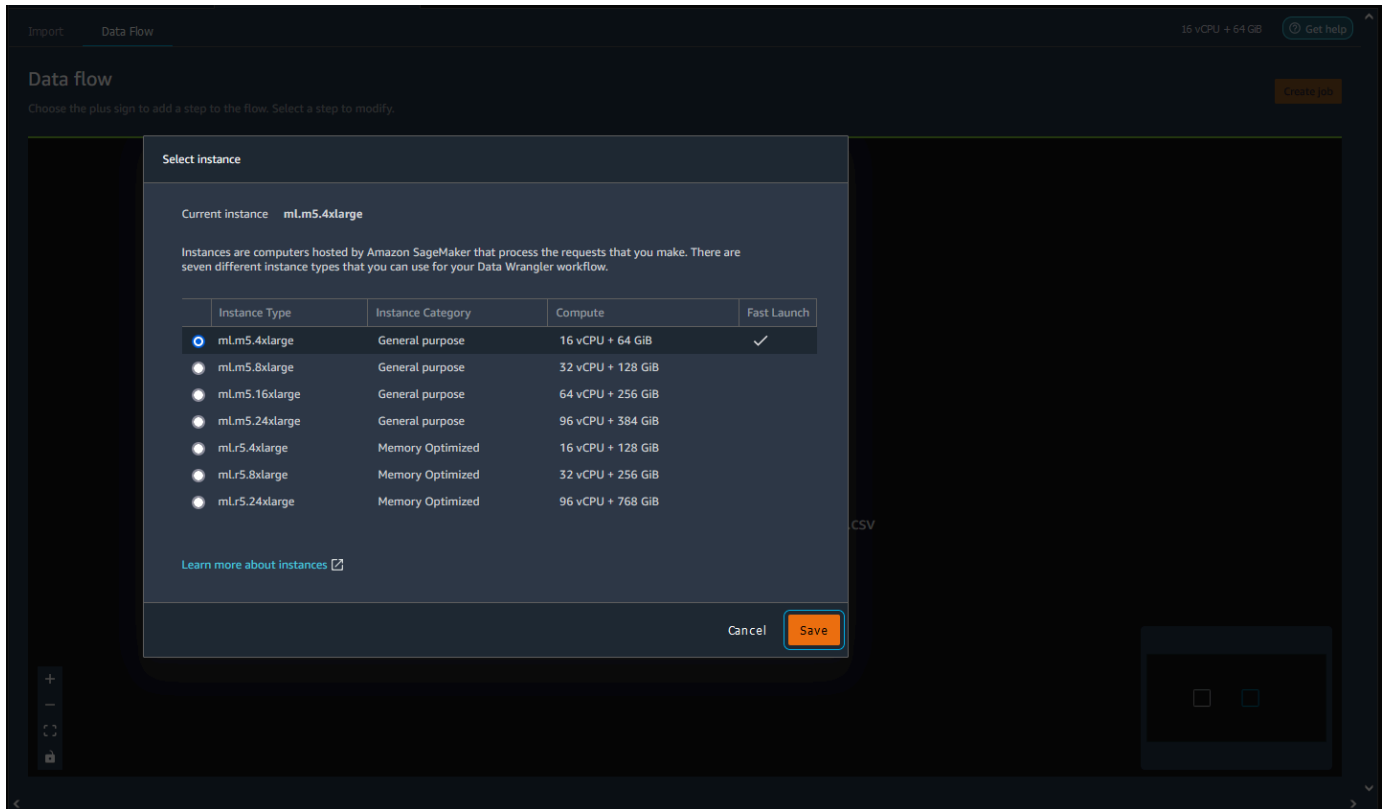 Import Data Flow 16 vCPU + 64 GiB Get help
Data flow
Create job
Choose the plus sign to add a step to the flow. Select a step to modify.
Select instance
Current instance ml.m5.4xlarge
Instances are computers hosted by Amazon SageMaker that process the requests that you make. There are
seven different instance types that you can use for your Data Wrangler workflow.
Instance Type Instance Category Compute Fast Launch
ml.m5.4xlarge General purpose 16 vCPU + 64 GiB
ml.m5.8xlarge General purpose 32 vCPU + 128 GiB
ml.m5.16xlarge General purpose 64 vCPU + 256 GiB
ml.m5.24xlarge General purpose 96 vCPU + 384 GiB
ml.r5.4xlarge Memory Optimized 16 vCPU + 128 GiB
ml.r5.8xlarge Memory Optimized 32 vCPU + 256 GiB
ml.r5.24xlarge Memory Optimized 96 vCPU + 768 GiB
.csv
Learn more about instances
Cancel Save